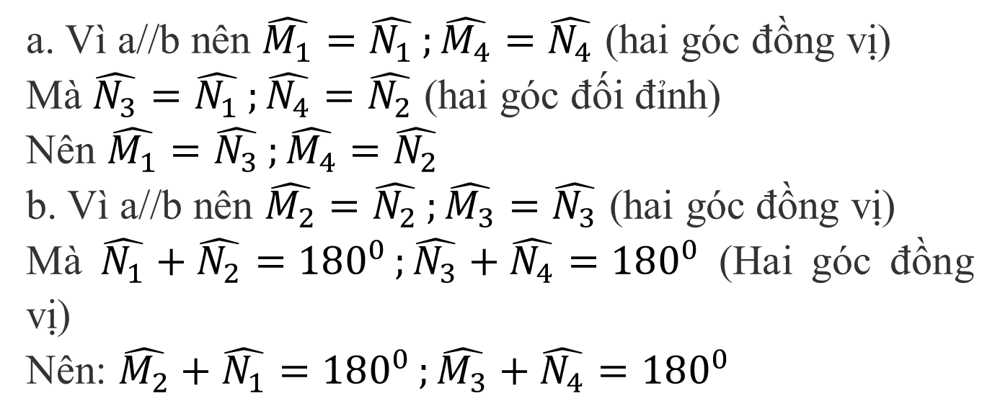 a. Vì a//b nên $\widehat{M_1} = \widehat{N_1} ; \widehat{M_4} = \widehat{N_4}$ (hai góc đồng vị)
Mà $\widehat{N_3} = \widehat{N_1} ; \widehat{N_4} = \widehat{N_2}$ (hai góc đối đỉnh)
Nên $\widehat{M_1} = \widehat{N_3} ; \widehat{M_4} = \widehat{N_2}$
b. Vì a//b nên $\widehat{M_2} = \widehat{N_2} ; \widehat{M_3} = \widehat{N_3}$ (hai góc đồng vị)
Mà $\widehat{N_1} + \widehat{N_2} = 180^0 ; \widehat{N_3} + \widehat{N_4} = 180^0$ (Hai góc đồng
vị)
Nên: $\widehat{M_2} + \widehat{N_1} = 180^0 ; \widehat{M_3} + \widehat{N_4} = 180^0$